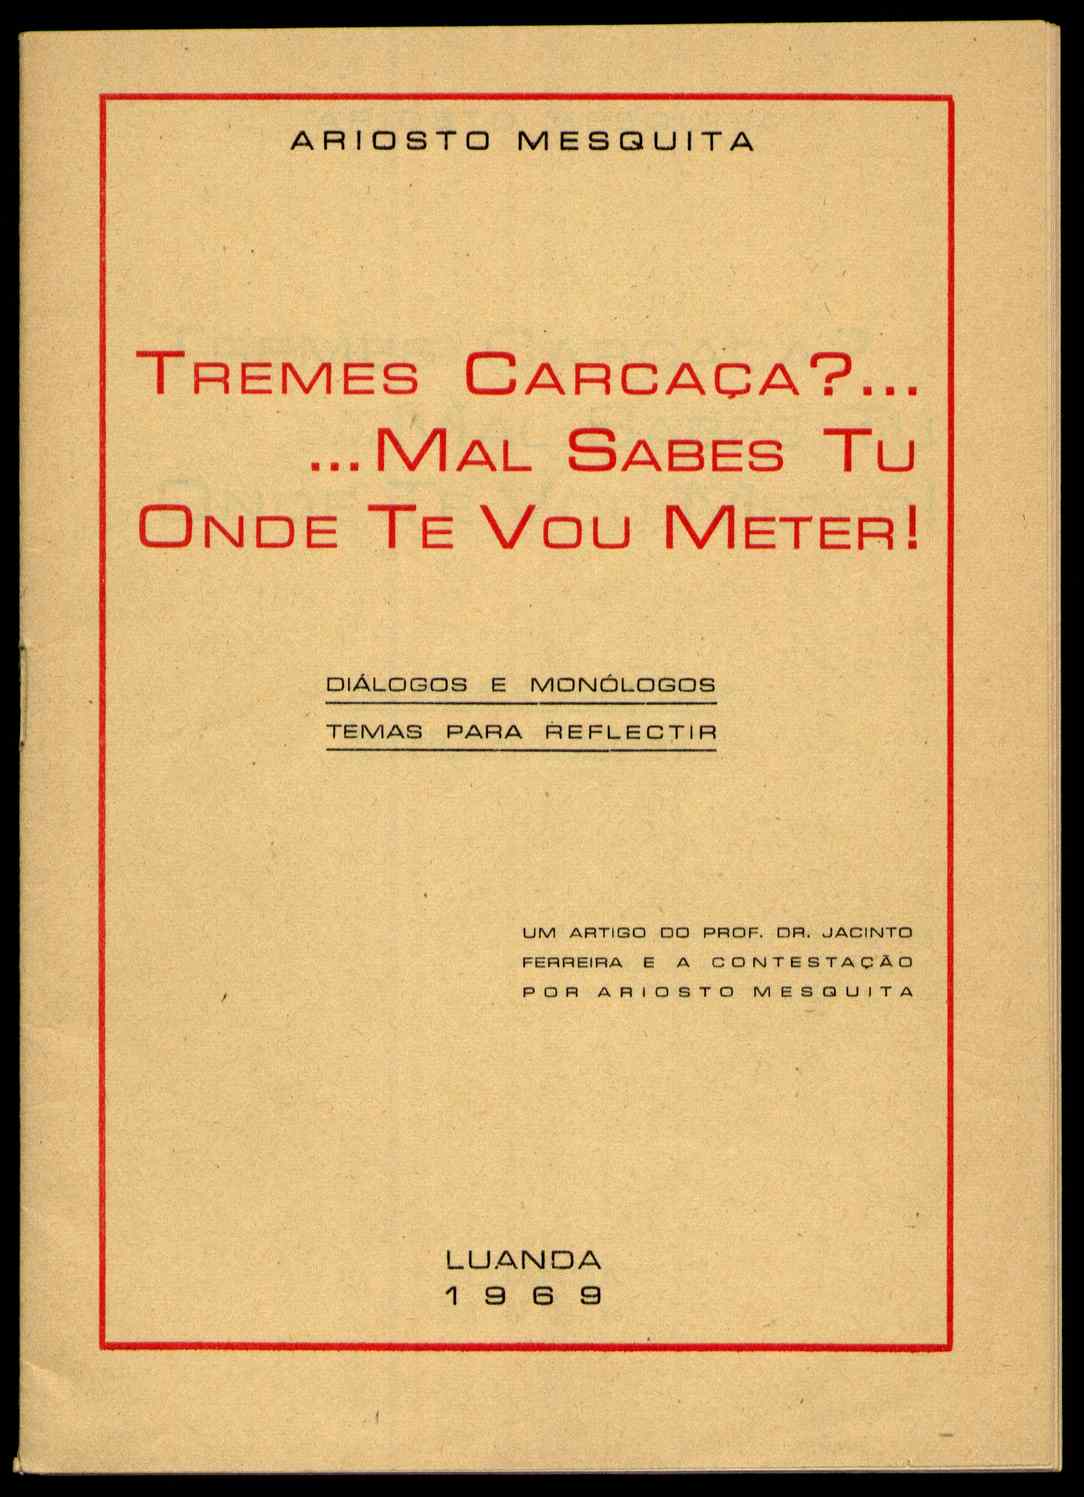 ARIOSTO MESQUITA
TREMES CARCAÇA?...
...MAL SABES TU
ONDE TE VOU METER!
DIÁLOGOS E MONÓLOGOS
TEMAS PARA REFLECTIR
UM ARTIGO DO PROF. DR. JACINTO
FERREIRA E A CONTESTAÇÃO
POR ARIOSTO MESQUITA
LUANDA
1969